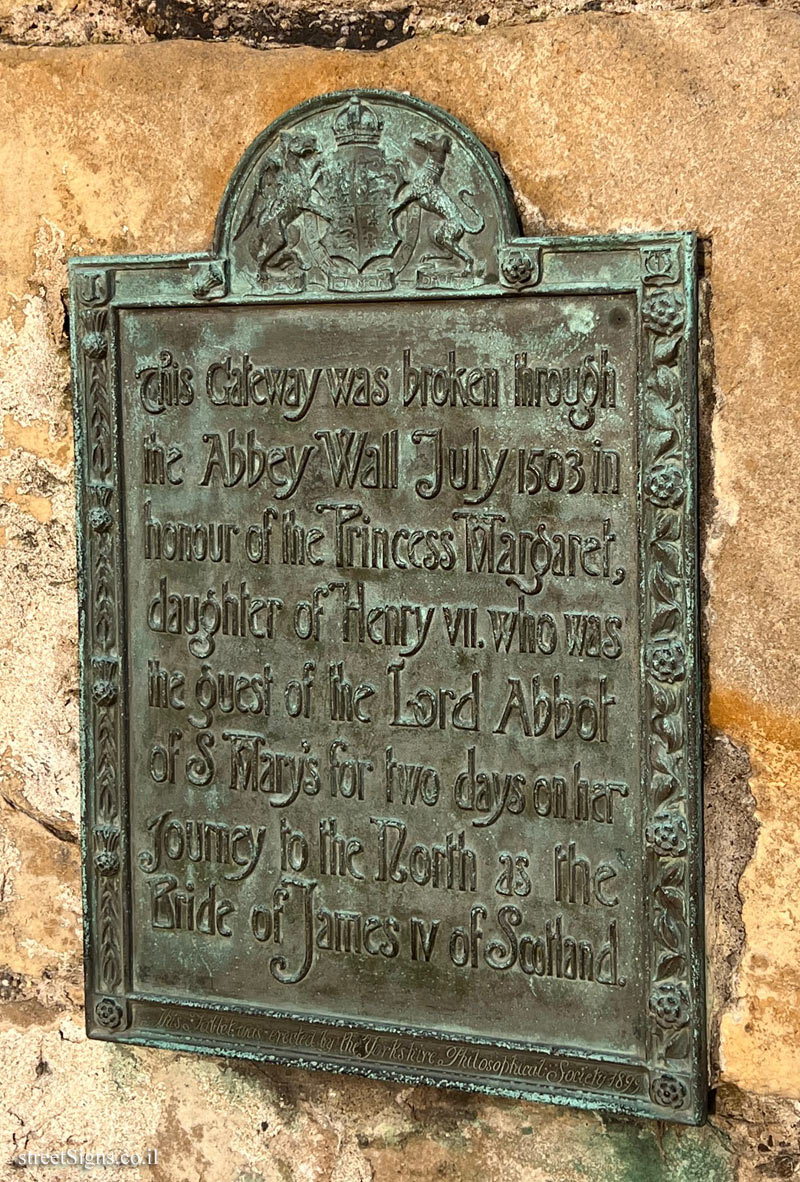 This Gateway was broken through
the Abbey Wall July 1503 in
honour of the Princess Margaret,
daughter of Henry VII. who was
the guest of the Lord Abbot
of S Mary's for two days on her
Journey to the North as the
Bride of James IV of Scotland.
This Tablet was erected by the Yorkshire Philosophical Society 1899
streetSigns.co.il